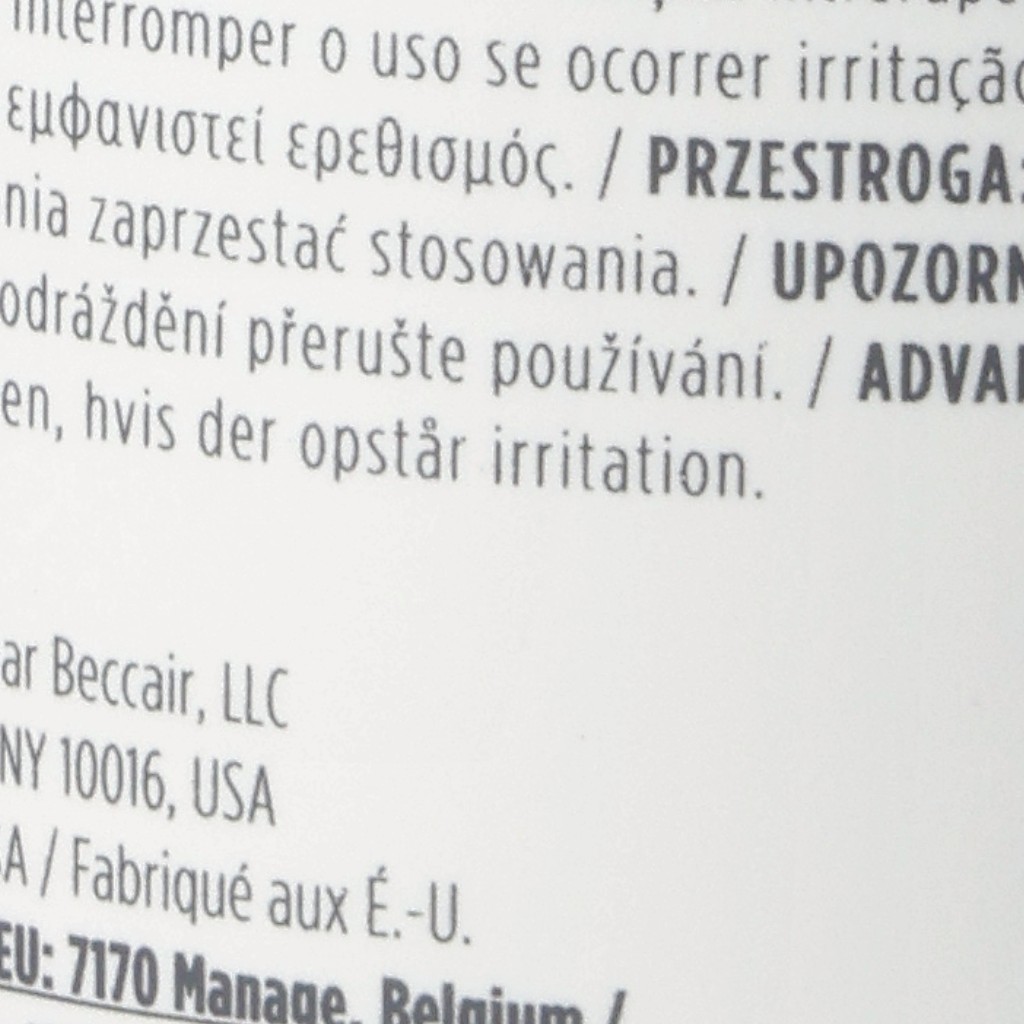 interromper o uso se ocorrer irritação
εμφανιστεί ερεθισμός. / PRZESTROGA:
nia zaprzestać stosowania. / UPOZORN
odráždění přerušte používání. / ADVA
en, hvis der opstår irritation.
ar Beccair, LLC
NY 10016, USA
A / Fabriqué aux É.-U.
EU: 7170 Manage, Belgium /